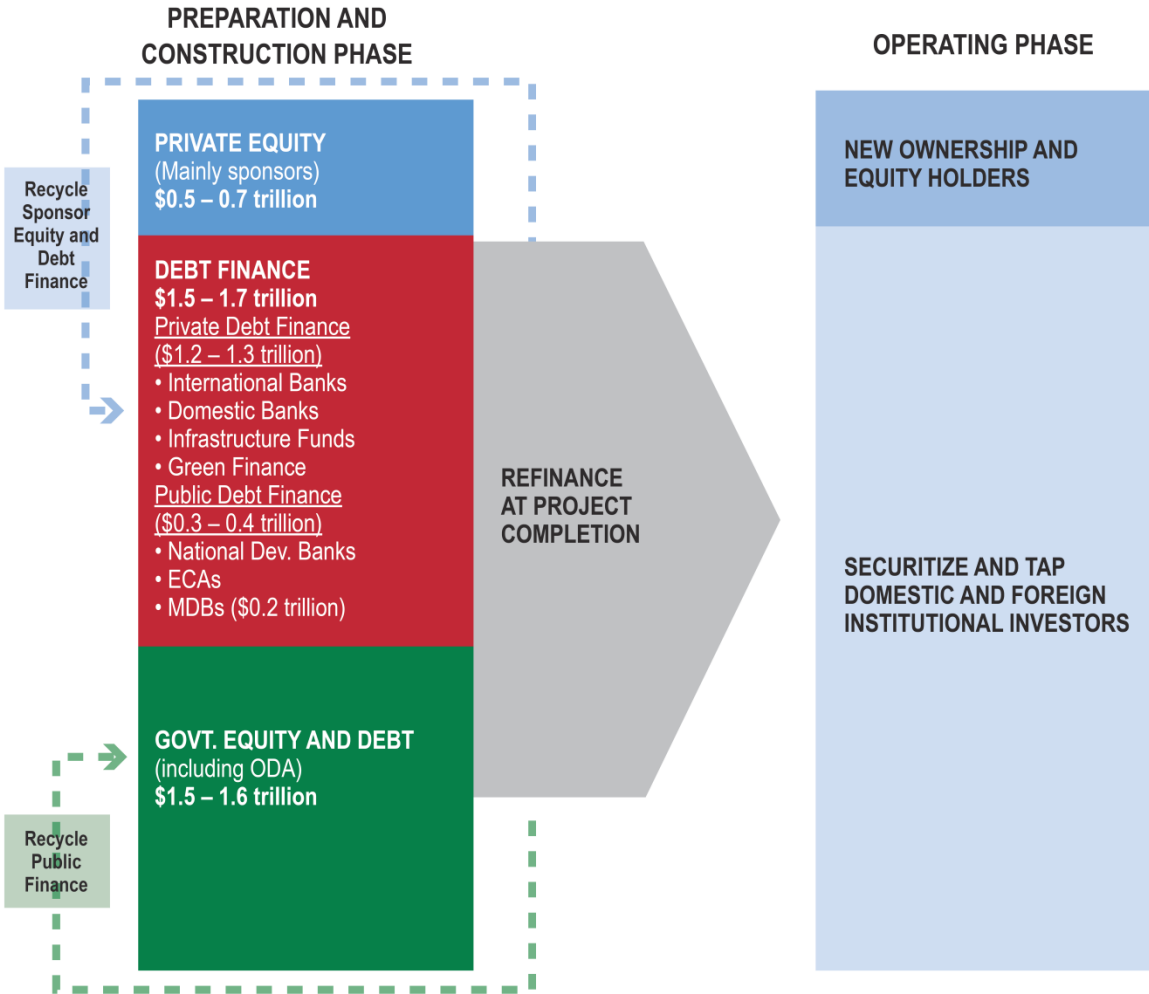 PREPARATION AND
CONSTRUCTION PHASE
OPERATING PHASE
Recycle
Sponsor
Equity and
Debt
Finance
PRIVATE EQUITY
(Mainly sponsors)
$0.5 – 0.7 trillion
DEBT FINANCE
$1.5 – 1.7 trillion
Private Debt Finance
($1.2 – 1.3 trillion)
• International Banks
• Domestic Banks
• Infrastructure Funds
• Green Finance
Public Debt Finance
($0.3 – 0.4 trillion)
• National Dev. Banks
• ECAs
• MDBs ($0.2 trillion)
GOVT. EQUITY AND DEBT
(including ODA)
$1.5 – 1.6 trillion
Recycle
Public
Finance
REFINANCE
AT PROJECT
COMPLETION
NEW OWNERSHIP AND
EQUITY HOLDERS
SECURITIZE AND TAP
DOMESTIC AND FOREIGN
INSTITUTIONAL INVESTORS